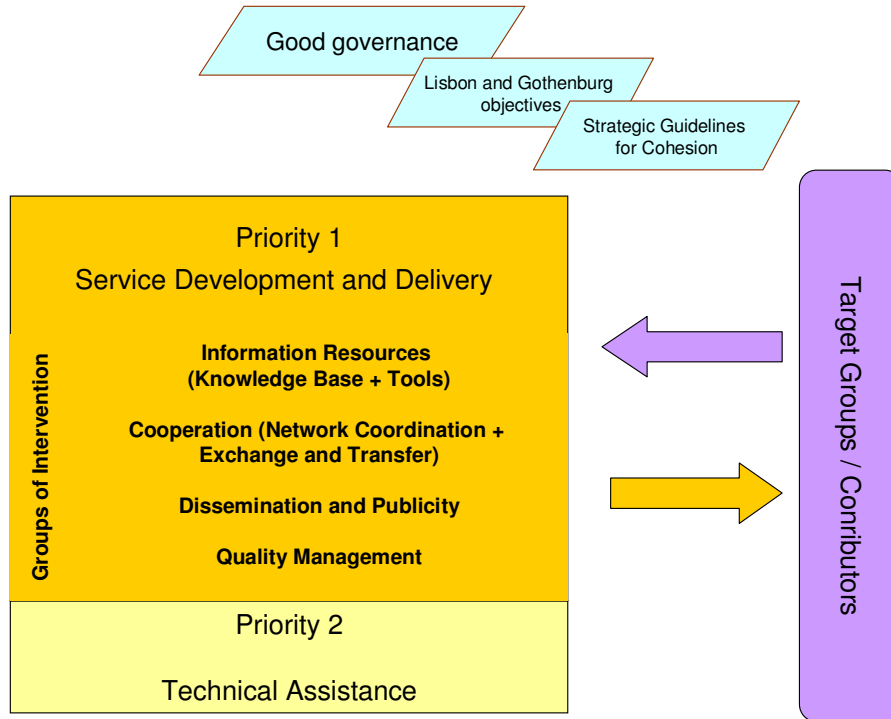 Good governance
Lisbon and Gothenburg
objectives
Strategic Guidelines
for Cohesion
Priority 1
Service Development and Delivery
Groups of Intervention
Information Resources
(Knowledge Base + Tools)
Cooperation (Network Coordination +
Exchange and Transfer)
Dissemination and Publicity
Quality Management
Priority 2
Technical Assistance
Target Groups / Conributors